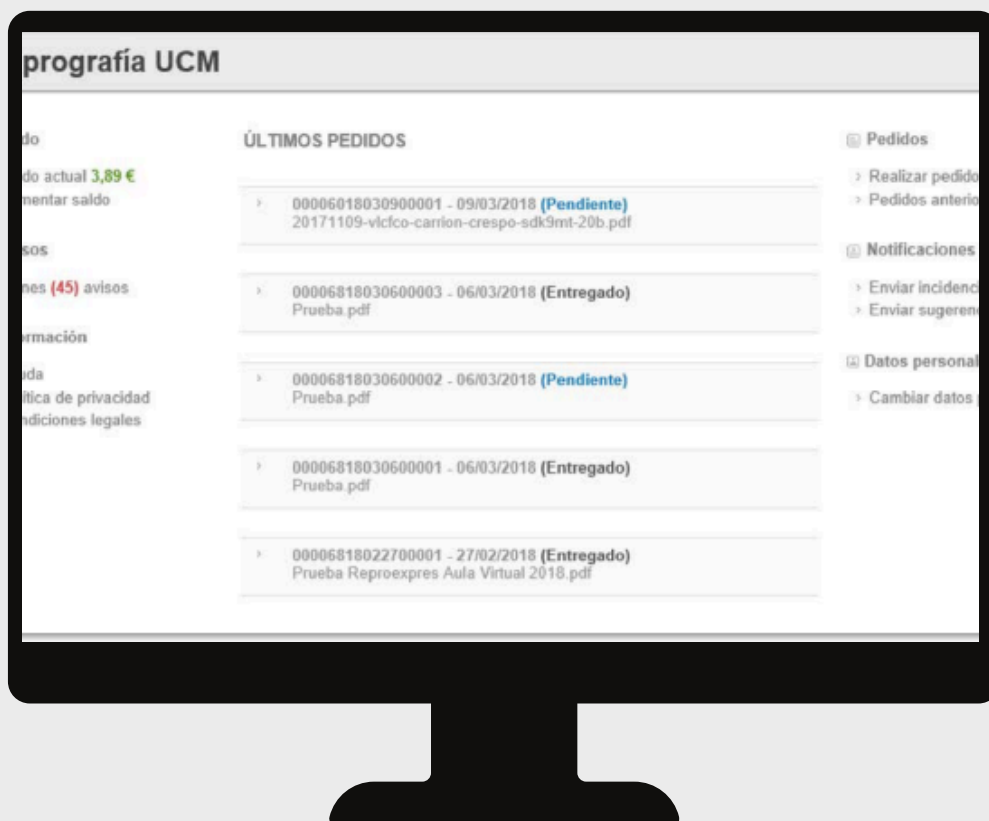 prografía UCM
do
do actual 3,89 €
mentar saldo
sos
nes (45) avisos
ormación
uda
ítica de privacidad
ndiciones legales
ÚLTIMOS PEDIDOS
00006018030900001 - 09/03/2018 (Pendiente)
20171109-vlcfco-carrion-crespo-sdk9mt-20b.pdf
00006818030600003 - 06/03/2018 (Entregado)
Prueba.pdf
00006818030600002 - 06/03/2018 (Pendiente)
Prueba.pdf
00006818030600001 - 06/03/2018 (Entregado)
Prueba.pdf
00006818022700001 - 27/02/2018 (Entregado)
Prueba Reproexpres Aula Virtual 2018.pdf
Pedidos
Realizar pedido
Pedidos anterio
Notificaciones
Enviar incidenci
Enviar sugeren
Datos personal
Cambiar datos